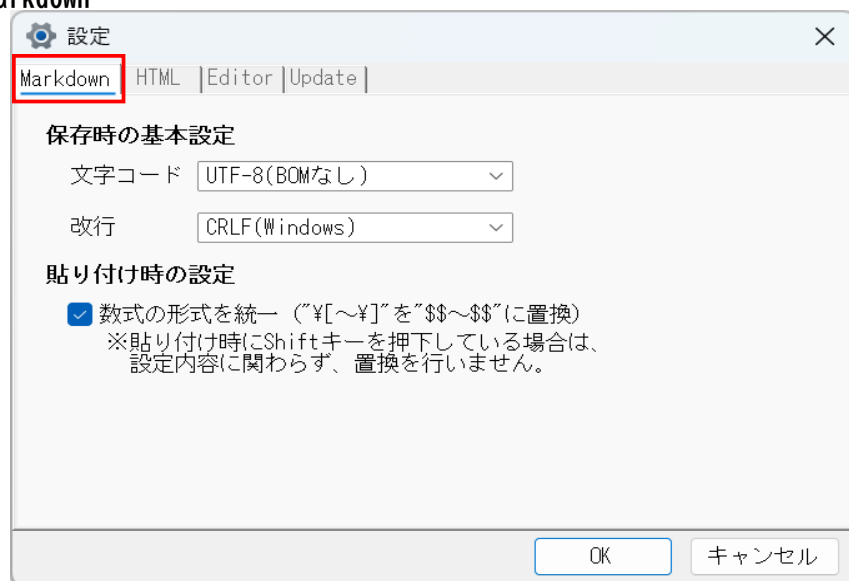 arkdown
設定
Markdown HTML Editor Update
保存時の基本設定
文字コード UTF-8(BOMなし)
改行 CRLF(Windows)
貼り付け時の設定
数式の形式を統一 ("¥[～¥]"を"$$～$$"に置換)
※貼り付け時にShiftキーを押下している場合は、
設定内容に関わらず、置換を行いません。
OK キャンセル